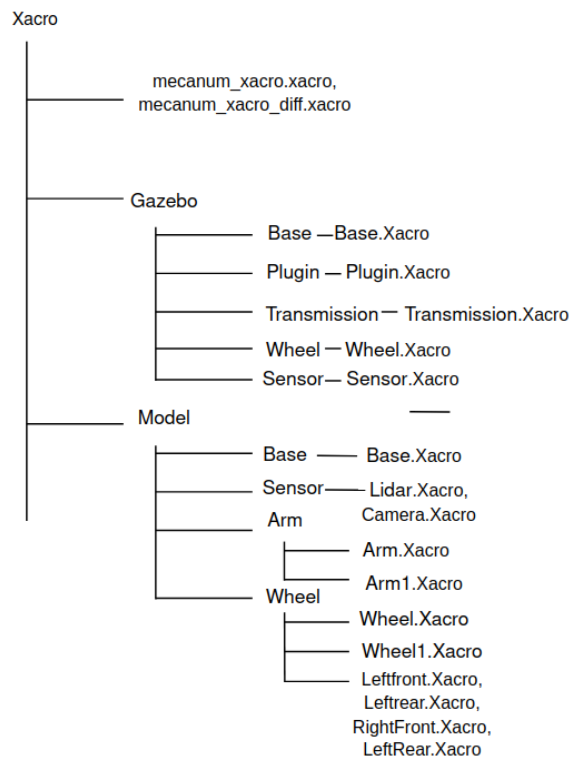 Xacro
mecanum_xacro.xacro,
mecanum_xacro_diff.xacro
Gazebo
Base —Base.Xacro
Plugin — Plugin.Xacro
Transmission — Transmission.Xacro
Wheel — Wheel.Xacro
Sensor — Sensor.Xacro
Model
Base — Base.Xacro
Sensor — Lidar.Xacro,
Camera.Xacro
Arm
Arm.Xacro
Arm1.Xacro
Wheel
Wheel.Xacro
Wheel1.Xacro
Leftfront.Xacro,
Leftrear.Xacro,
RightFront.Xacro,
LeftRear.Xacro